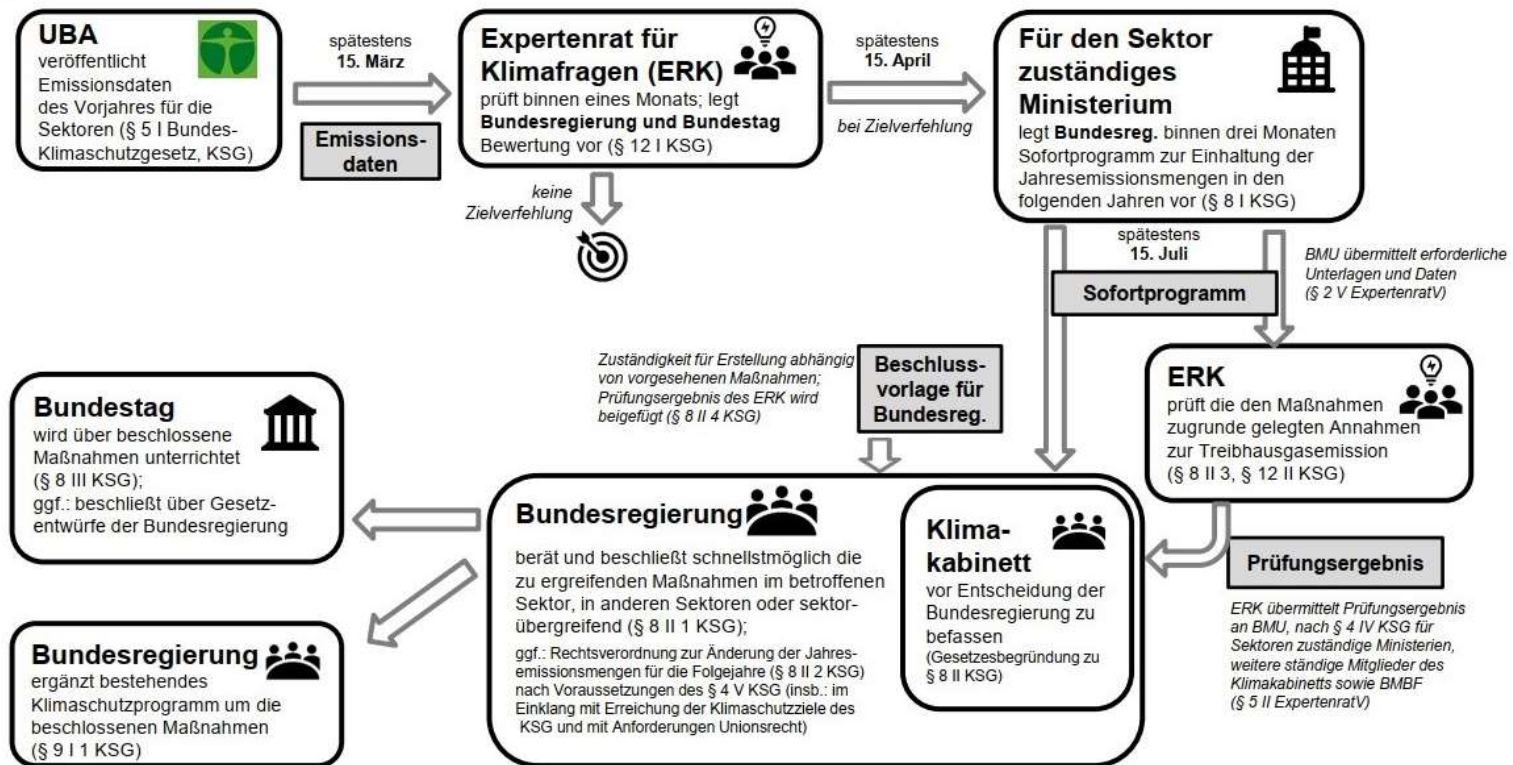 UBA
veröffentlicht
Emissionsdaten
des Vorjahres für die
Sektoren (§ 5 I Bundes-
Klimaschutzgesetz, KSG)
spätestens
15. März
Emissions-
daten
Expertenrat für
Klimafragen (ERK)
prüft binnen eines Monats; legt
Bundesregierung und Bundestag
Bewertung vor (§ 12 I KSG)
keine
Zielverfehlung
spätestens
15. April
bei Zielverfehlung
Für den Sektor
zuständiges
Ministerium
legt Bundesreg. binnen drei Monaten
Sofortprogramm zur Einhaltung der
Jahresemissionsmengen in den
folgenden Jahren vor (§ 8 I KSG)
spätestens
15. Juli
Sofortprogramm
BMU übermittelt erforderliche
Unterlagen und Daten
(§ 2 V ExpertenratV)
ERK
prüft die den Maßnahmen
zugrunde gelegten Annahmen
zur Treibhausgasemission
(§ 8 II 3, § 12 II KSG)
Prüfungsergebnis
ERK übermittelt Prüfungsergebnis
an BMU, nach § 4 IV KSG für
Sektoren zuständige Ministerien,
weitere ständige Mitglieder des
Klimakabinetts sowie BMBF
(§ 5 II ExpertenratV)
Zuständigkeit für Erstellung abhängig
von vorgesehenen Maßnahmen;
Prüfungsergebnis des ERK wird
beigefügt (§ 8 II 4 KSG)
Beschluss-
vorlage für
Bundesreg.
Bundesregierung
berät und beschließt schnellstmöglich die
zu ergreifenden Maßnahmen im betroffenen
Sektor, in anderen Sektoren oder sektor-
übergreifend (§ 8 II 1 KSG);
ggf.: Rechtsverordnung zur Änderung der Jahres-
emissionsmengen für die Folgejahre (§ 8 II 2 KSG)
nach Voraussetzungen des § 4 V KSG (insb.: im
Einklang mit Erreichung der Klimaschutzziele des
KSG und mit Anforderungen Unionsrecht)
Klima-
kabinett
vor Entscheidung der
Bundesregierung zu
befassen
(Gesetzesbegründung zu
§ 8 II KSG)
Bundestag
wird über beschlossene
Maßnahmen unterrichtet
(§ 8 III KSG);
ggf.: beschließt über Gesetz-
entwürfe der Bundesregierung
Bundesregierung
ergänzt bestehendes
Klimaschutzprogramm um die
beschlossenen Maßnahmen
(§ 9 I 1 KSG)